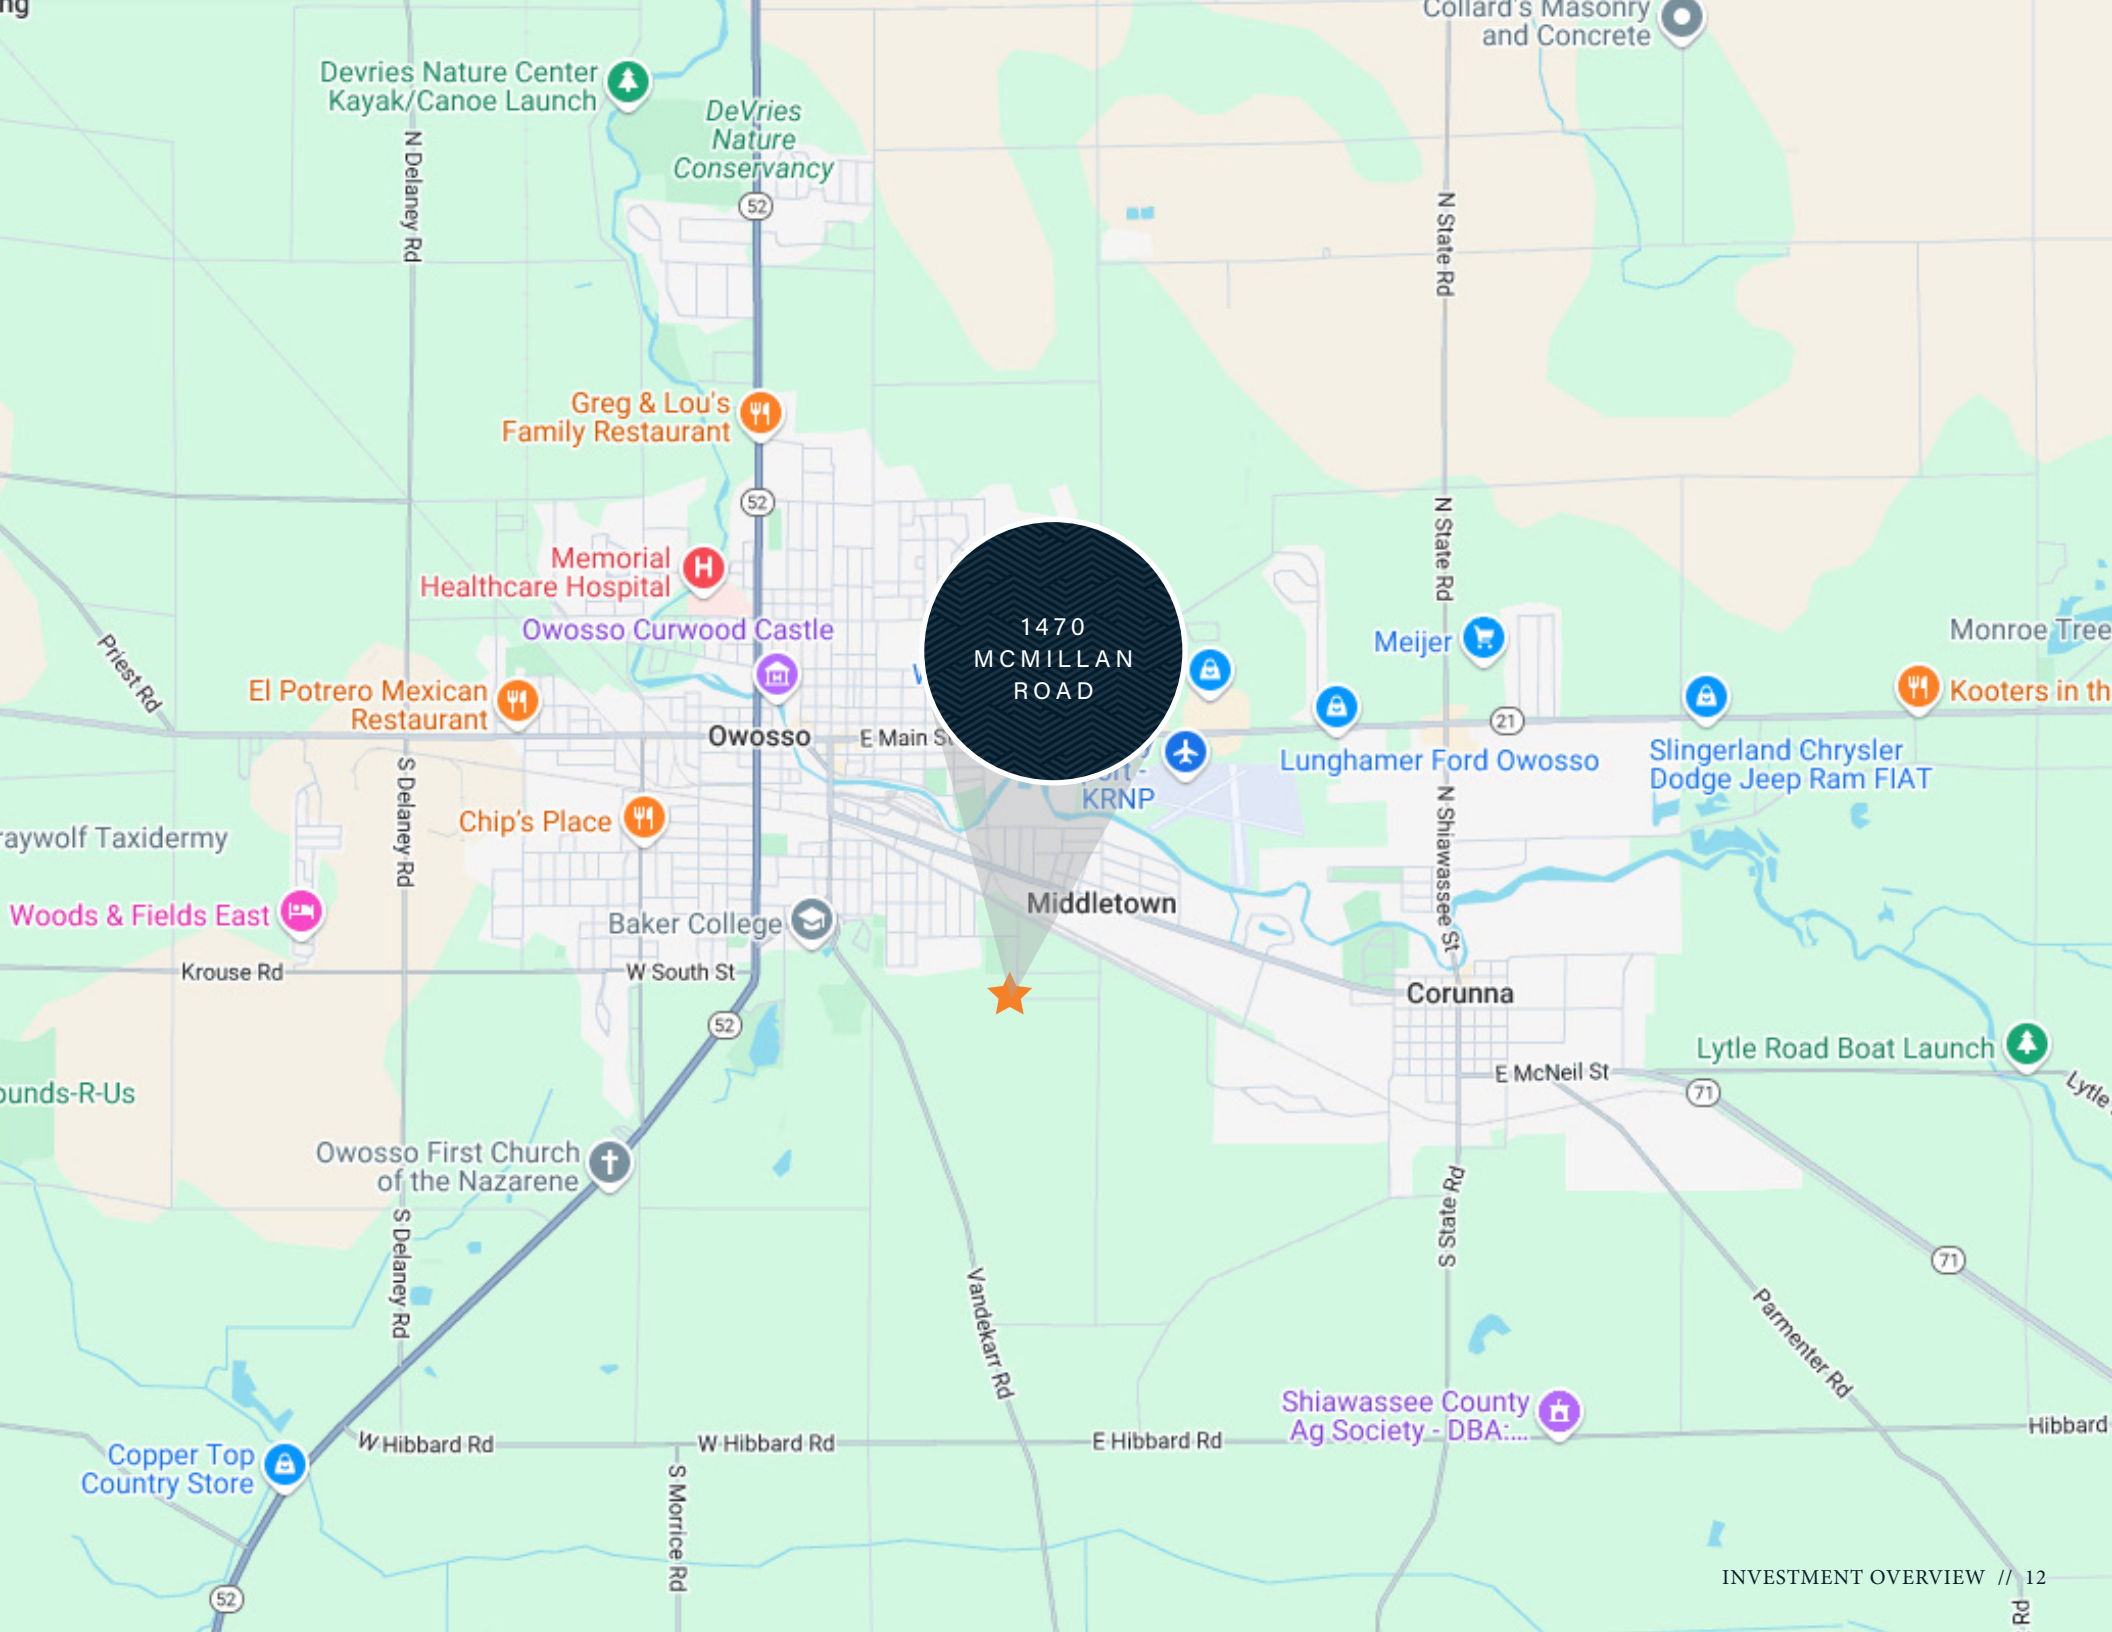 Collard's Masonry
and Concrete
Devries Nature Center
Kayak/Canoe Launch
DeVries
Nature
Conservancy
N Delaney Rd
52
N State Rd
Greg & Lou's
Family Restaurant
52
N State Rd
Memorial
Healthcare Hospital
Owosso Curwood Castle
1470
MCMILLAN
ROAD
Meijer
Monroe Tree
Priest Rd
El Potrero Mexican
Restaurant
Kooters in th
21
Owosso
E Main St
Lunghamer Ford Owosso
Slingerland Chrysler
Dodge Jeep Ram FIAT
KRNP
S Delaney Rd
Chip's Place
raywolf Taxidermy
N Shiawassee St
Woods & Fields East
Baker College
Middletown
Krouse Rd
W South St
Corunna
52
Lytle Road Boat Launch
E McNeil St
71
Lytle
ounds-R-Us
Owosso First Church
of the Nazarene
S State Rd
S Delaney Rd
71
Vandekarr Rd
Parmenter Rd
Shiawassee County
Ag Society - DBA:...
W Hibbard Rd
W Hibbard Rd
E Hibbard Rd
Hibbard
Copper Top
Country Store
S Morrice Rd
52
INVESTMENT OVERVIEW // 12
Rd